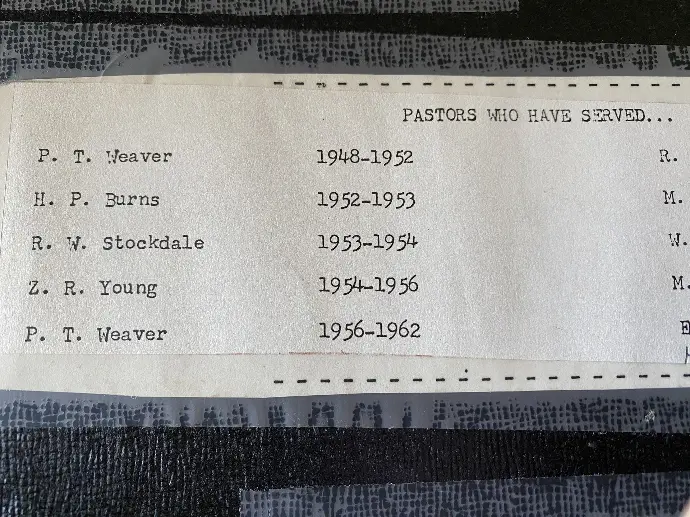 PASTORS WHO HAVE SERVED...
P. T. Weaver 1948-1952 R.
H. P. Burns 1952-1953 M.
R. W. Stockdale 1953-1954 W.
Z. R. Young 1954-1956 M.
P. T. Weaver 1956-1962 E